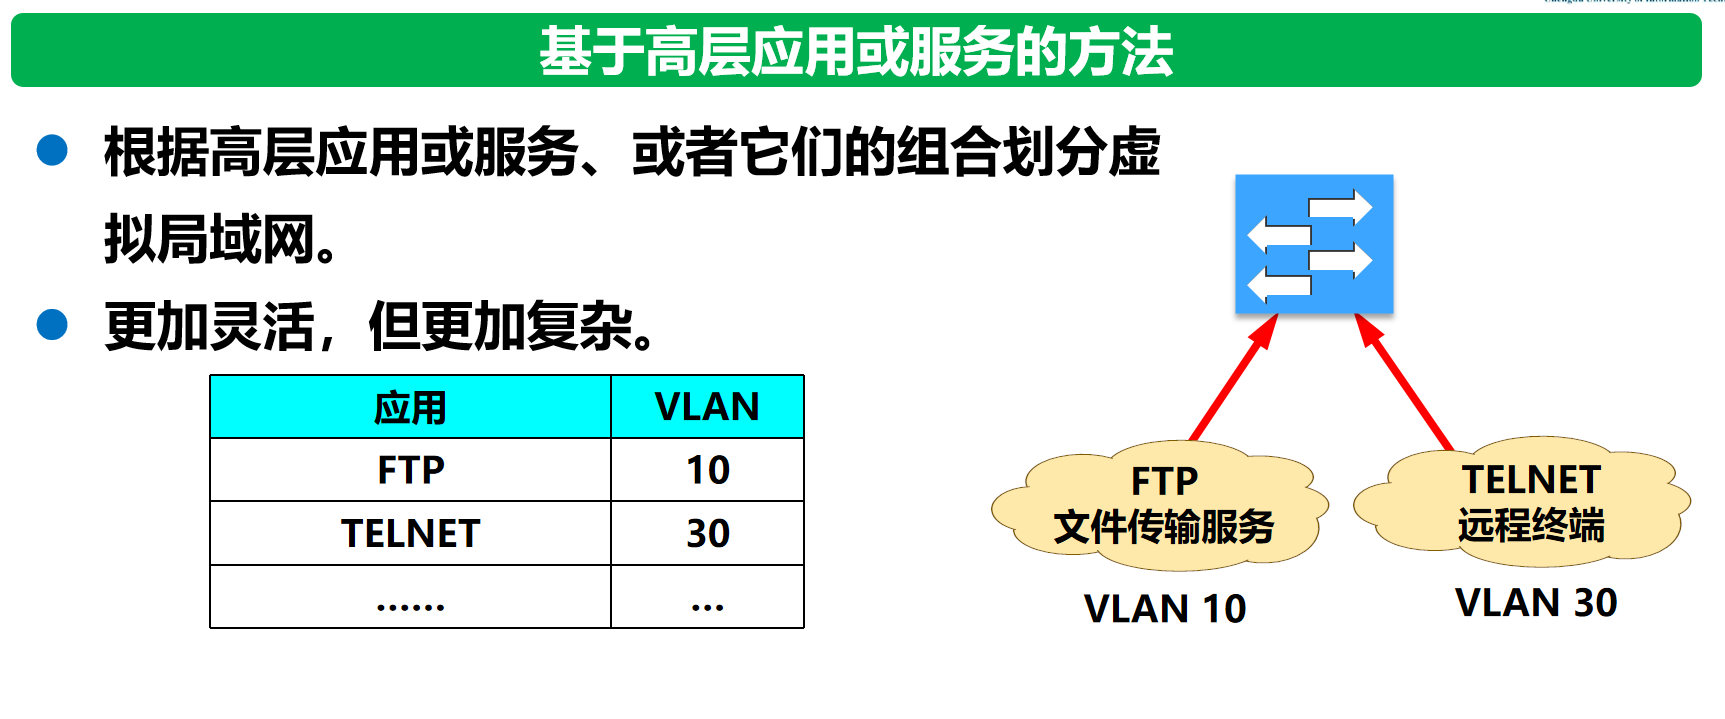 基于高层应用或服务的方法
根据高层应用或服务、或者它们的组合划分虚
拟局域网。
更加灵活，但更加复杂。
应用 VLAN
FTP 10
TELNET 30
...... ...
FTP
文件传输服务
VLAN 10
TELNET
远程终端
VLAN 30